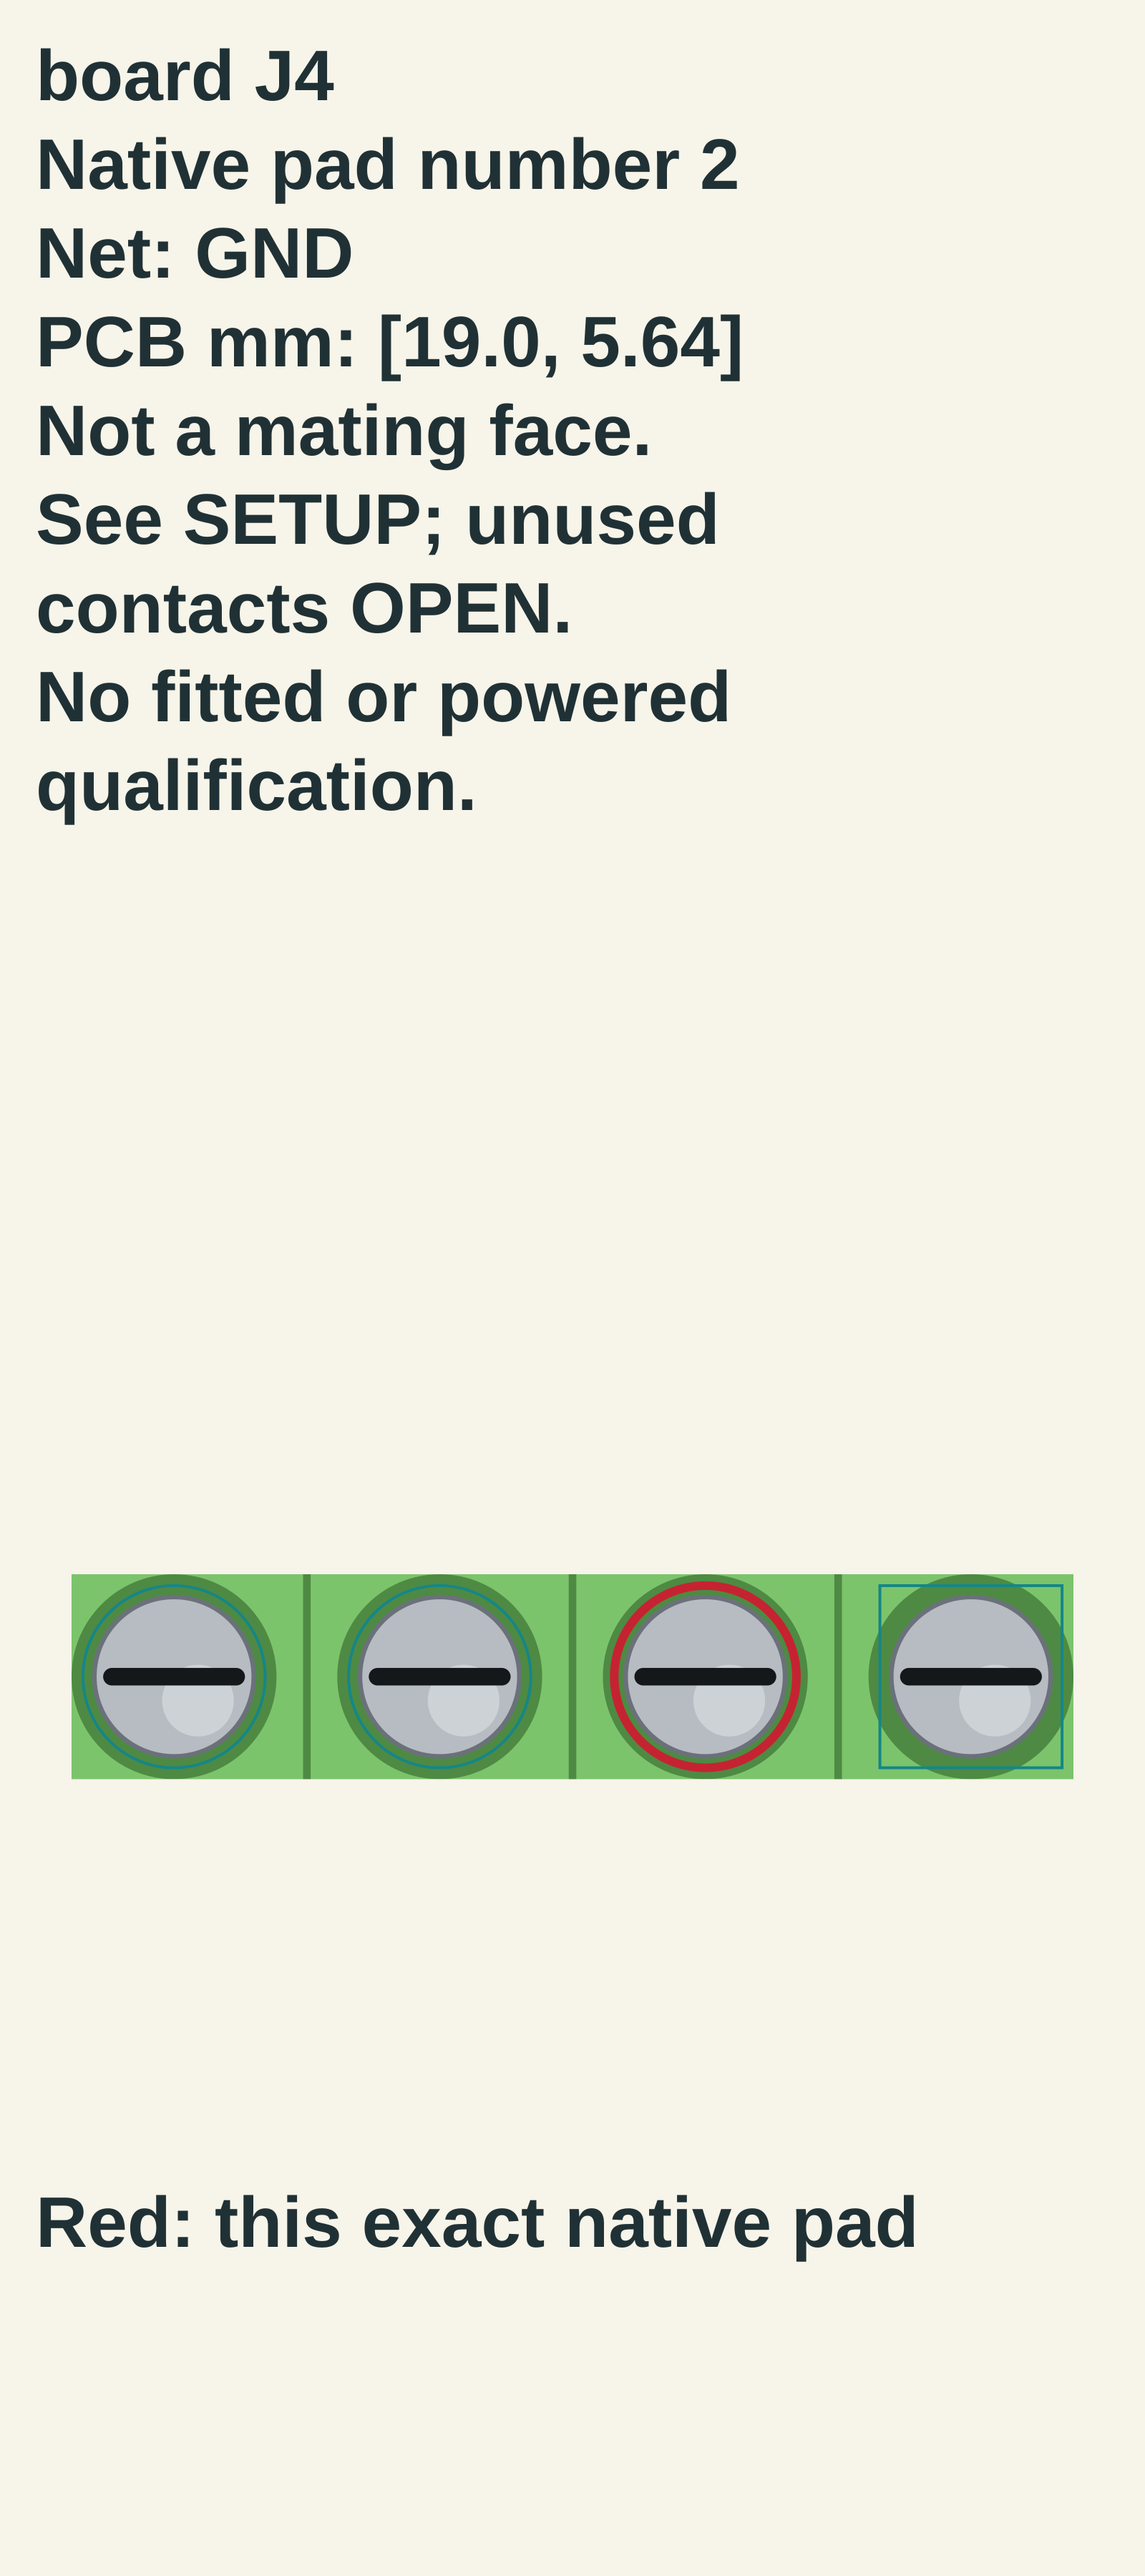 board J4
Native pad number 2
Net: GND
PCB mm: [19.0, 5.64]
Not a mating face.
See SETUP; unused
contacts OPEN.
No fitted or powered
qualification.
Red: this exact native pad